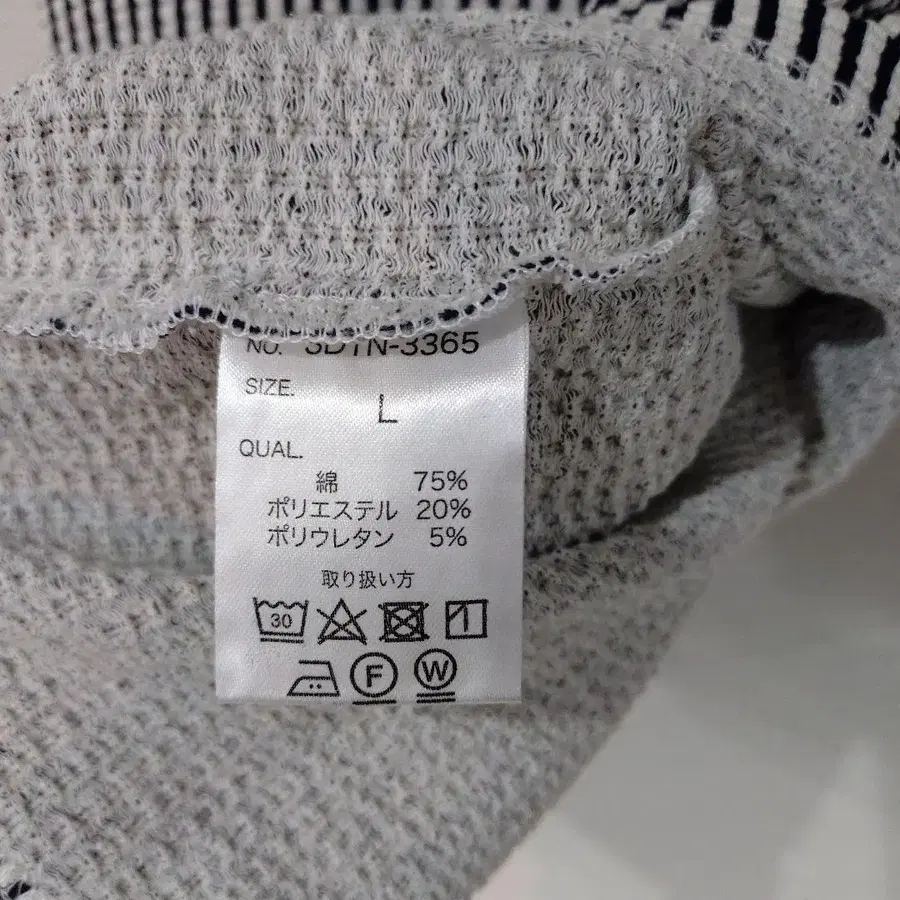 NO. SDTN-3365
SIZE.
L
QUAL.
綿 75%
ポリエステル 20%
ポリウレタン 5%
取り扱い方
30
F W